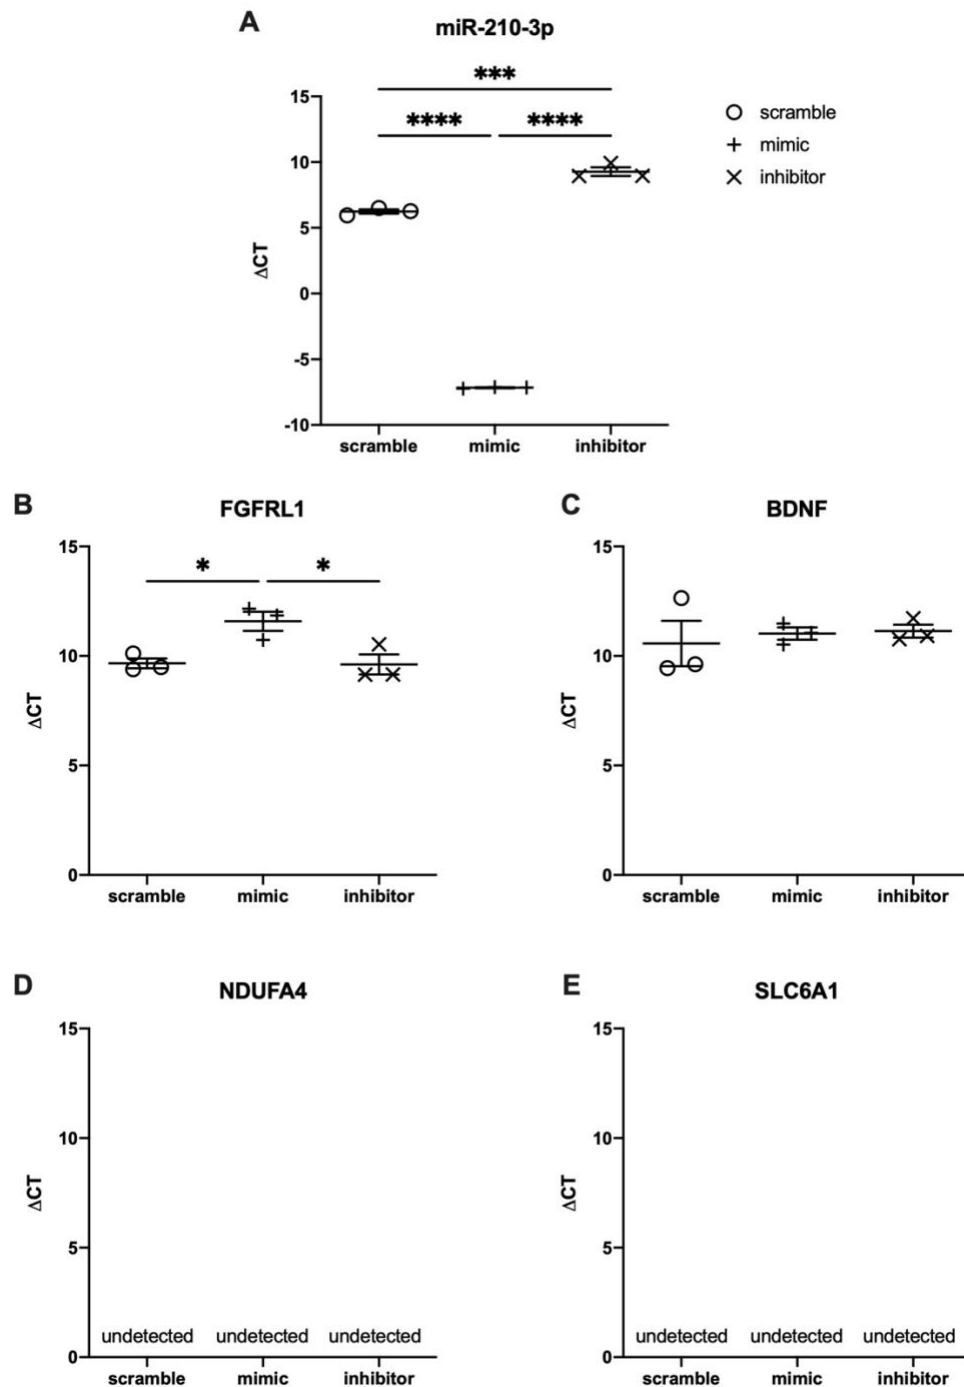 A
miR-210-3p
***
**** ****
15
10
5
0
-5
-10
ΔCT
scramble mimic inhibitor
scramble
mimic
inhibitor
B
FGFRL1
* *
15
10
5
0
ΔCT
scramble mimic inhibitor
C
BDNF
15
10
5
0
ΔCT
scramble mimic inhibitor
D
NDUFA4
15
10
5
0
ΔCT
undetected undetected undetected
scramble mimic inhibitor
E
SLC6A1
15
10
5
0
ΔCT
undetected undetected undetected
scramble mimic inhibitor